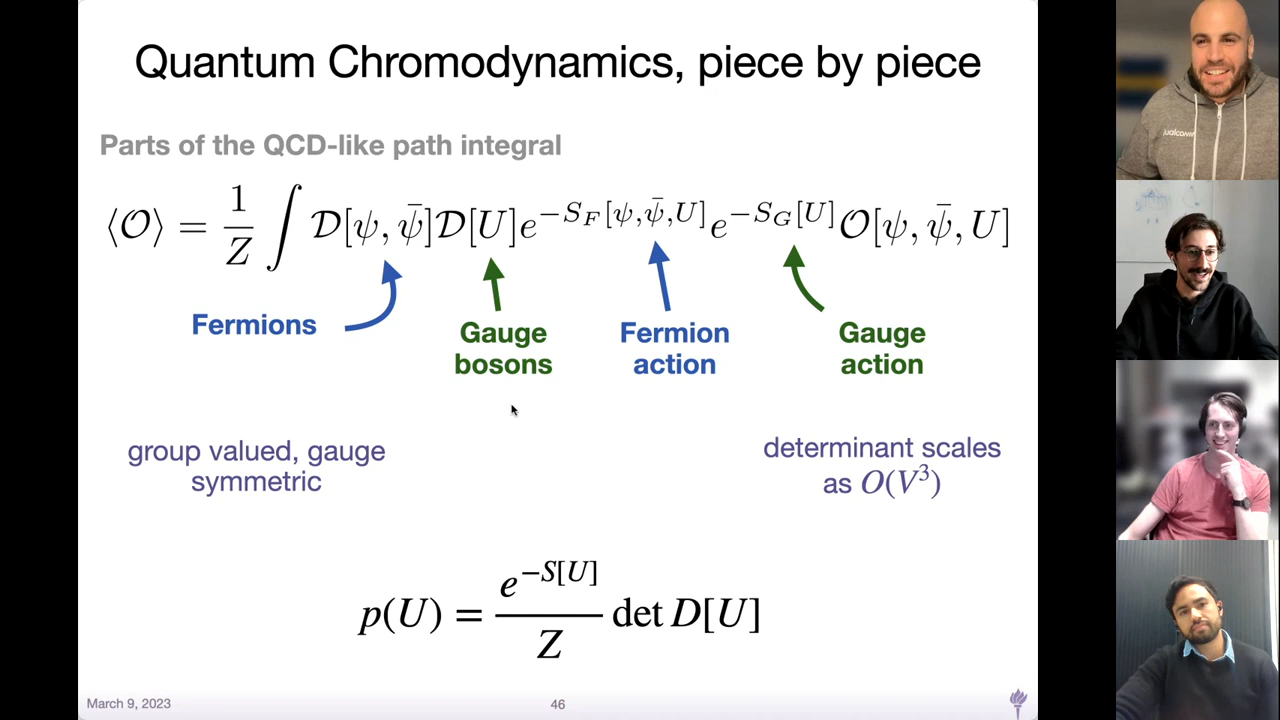 Quantum Chromodynamics, piece by piece
Parts of the QCD-like path integral
⟨𝒪⟩ = 1/Z ∫ 𝒟[ψ, ψ̄]𝒟[U]e^{−S_F[ψ,ψ̄,U]}e^{−S_G[U]}𝒪[ψ, ψ̄, U]
Fermions
Gauge
bosons
Fermion
action
Gauge
action
group valued, gauge
symmetric
determinant scales
as O(V³)
p(U) = e^{−S[U]}/Z det D[U]
March 9, 2023
46